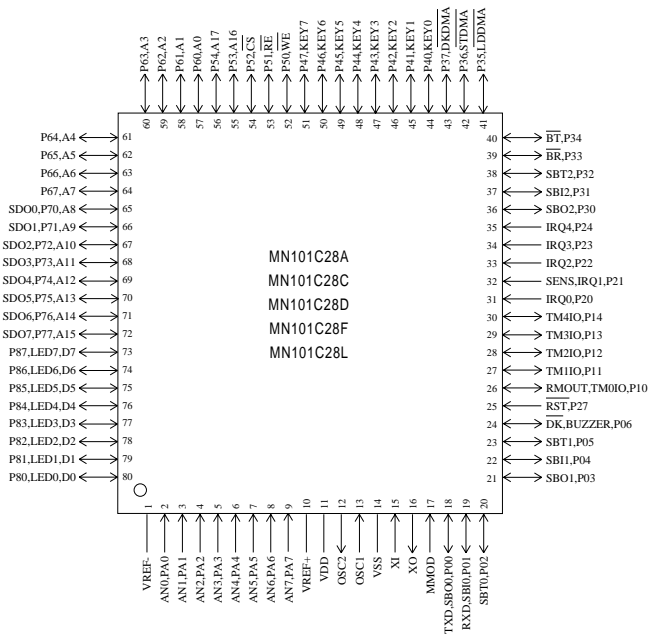 P63,A3
P62,A2
P61,A1
P60,A0
P54,A17
P53,A16
P52,CS
P51,RE
P50,WE
P47,KEY7
P46,KEY6
P45,KEY5
P44,KEY4
P43,KEY3
P42,KEY2
P41,KEY1
P40,KEY0
P37,DKDMA
P36,STDMA
P35,LDDMA
60 59 58 57 56 55 54 53 52 51 50 49 48 47 46 45 44 43 42 41
P64,A4 61
P65,A5 62
P66,A6 63
P67,A7 64
SDO0,P70,A8 65
SDO1,P71,A9 66
SDO2,P72,A10 67
SDO3,P73,A11 68
SDO4,P74,A12 69
SDO5,P75,A13 70
SDO6,P76,A14 71
SDO7,P77,A15 72
P87,LED7,D7 73
P86,LED6,D6 74
P85,LED5,D5 75
P84,LED4,D4 76
P83,LED3,D3 77
P82,LED2,D2 78
P81,LED1,D1 79
P80,LED0,D0 80
MN101C28A
MN101C28C
MN101C28D
MN101C28F
MN101C28L
40 BT,P34
39 BR,P33
38 SBT2,P32
37 SBI2,P31
36 SBO2,P30
35 IRQ4,P24
34 IRQ3,P23
33 IRQ2,P22
32 SENS,IRQ1,P21
31 IRQ0,P20
30 TM4IO,P14
29 TM3IO,P13
28 TM2IO,P12
27 TM1IO,P11
26 RMOUT,TM0IO,P10
25 RST,P27
24 DK,BUZZER,P06
23 SBT1,P05
22 SBI1,P04
21 SBO1,P03
1 2 3 4 5 6 7 8 9 10 11 12 13 14 15 16 17 18 19 20
VREF-
AN0,PA0
AN1,PA1
AN2,PA2
AN3,PA3
AN4,PA4
AN5,PA5
AN6,PA6
AN7,PA7
VREF+
VDD
OSC2
OSC1
VSS
XI
XO
MMOD
TXD,SBO0,P00
RXD,SBI0,P01
SBT0,P02